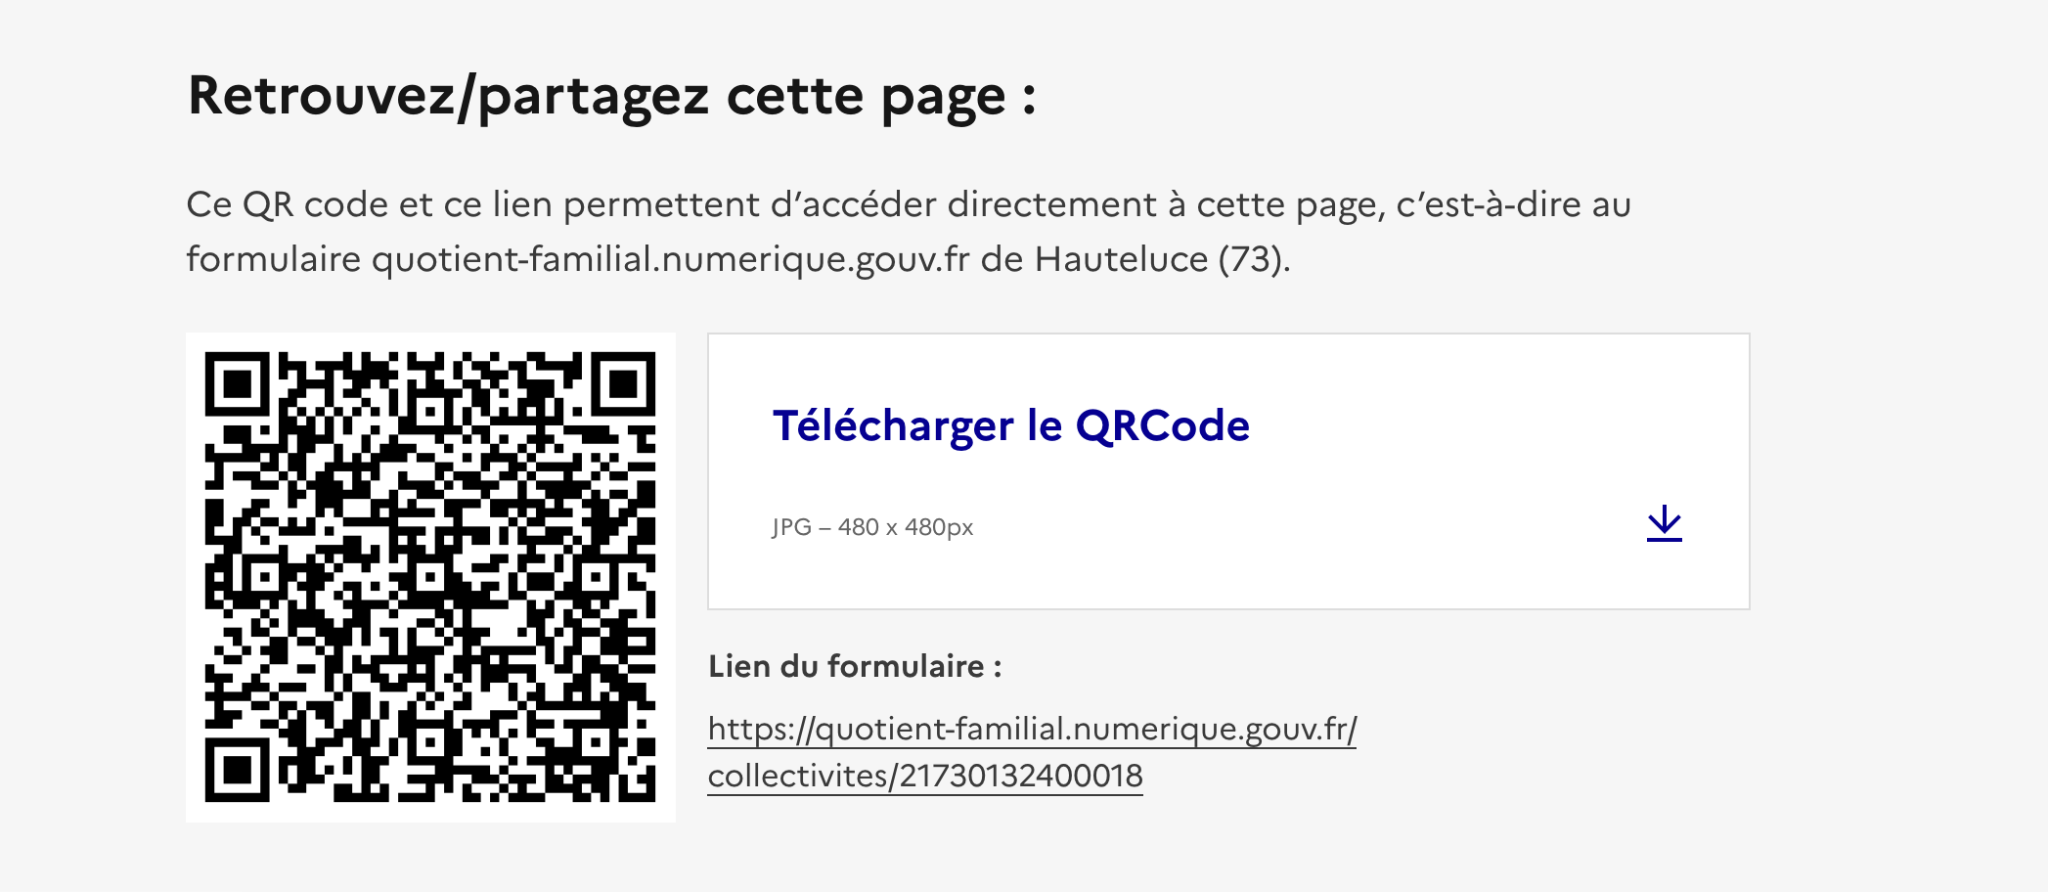 Retrouvez/partagez cette page :
Ce QR code et ce lien permettent d’accéder directement à cette page, c’est-à-dire au
formulaire quotient-familial.numerique.gouv.fr de Hauteluce (73).
Télécharger le QRCode
JPG – 480 x 480px
Lien du formulaire :
https://quotient-familial.numerique.gouv.fr/
collectivites/21730132400018